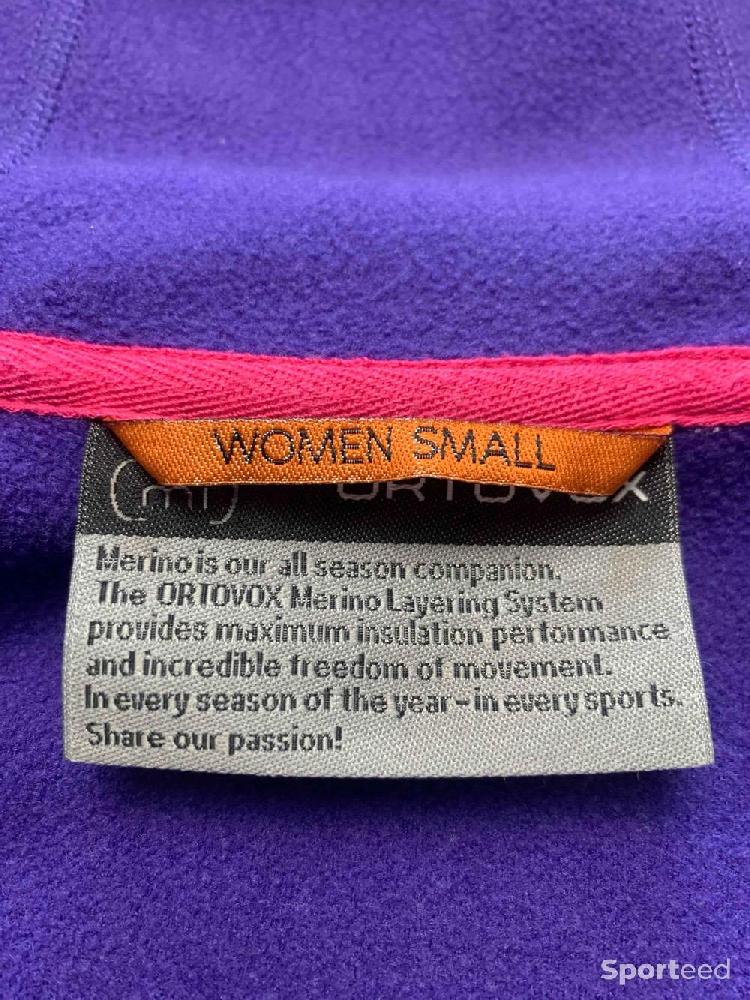 WOMEN SMALL
(mi) ORTOVOX
Merino is our all season companion.
The ORTOVOX Merino Layering System
provides maximum insulation performance
and incredible freedom of movement.
In every season of the year-in every sports.
Share our passion!
Sporteed